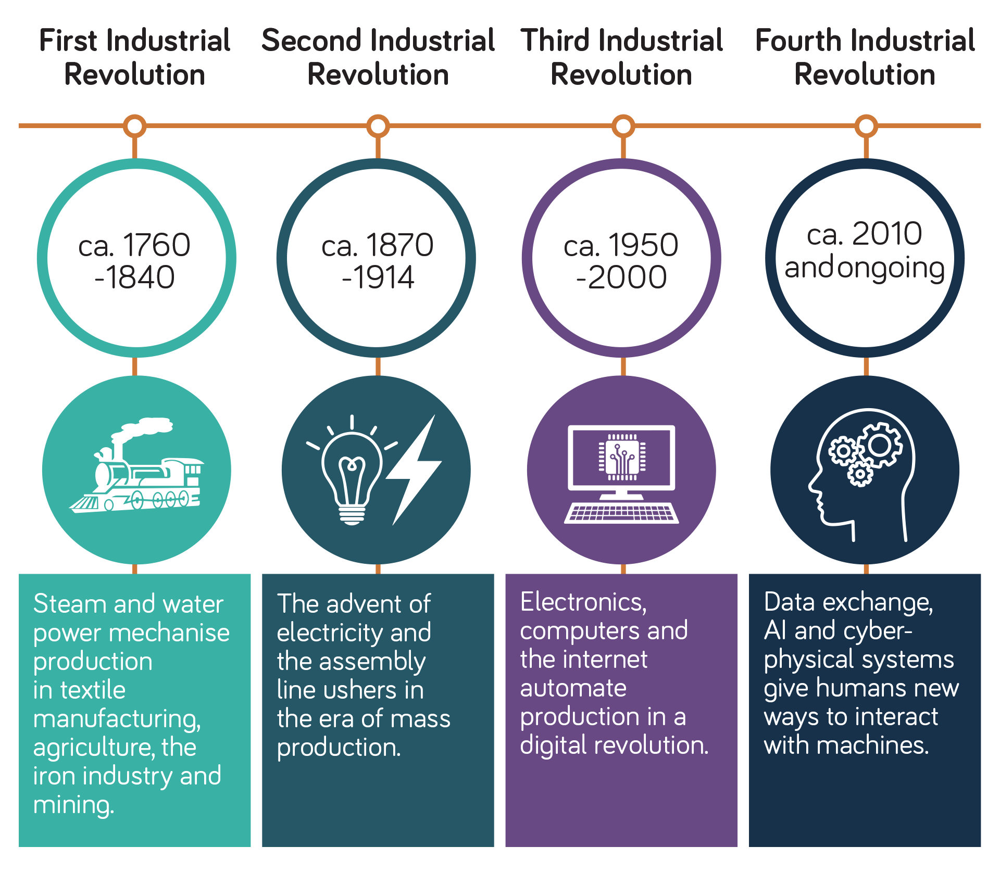 First Industrial
Revolution
Second Industrial
Revolution
Third Industrial
Revolution
Fourth Industrial
Revolution
ca. 1760
-1840
ca. 1870
-1914
ca. 1950
-2000
ca. 2010
and ongoing
Steam and water
power mechanise
production
in textile
manufacturing,
agriculture, the
iron industry and
mining.
The advent of
electricity and
the assembly
line ushers in
the era of mass
production.
Electronics,
computers and
the internet
automate
production in a
digital revolution.
Data exchange,
AI and cyber-
physical systems
give humans new
ways to interact
with machines.